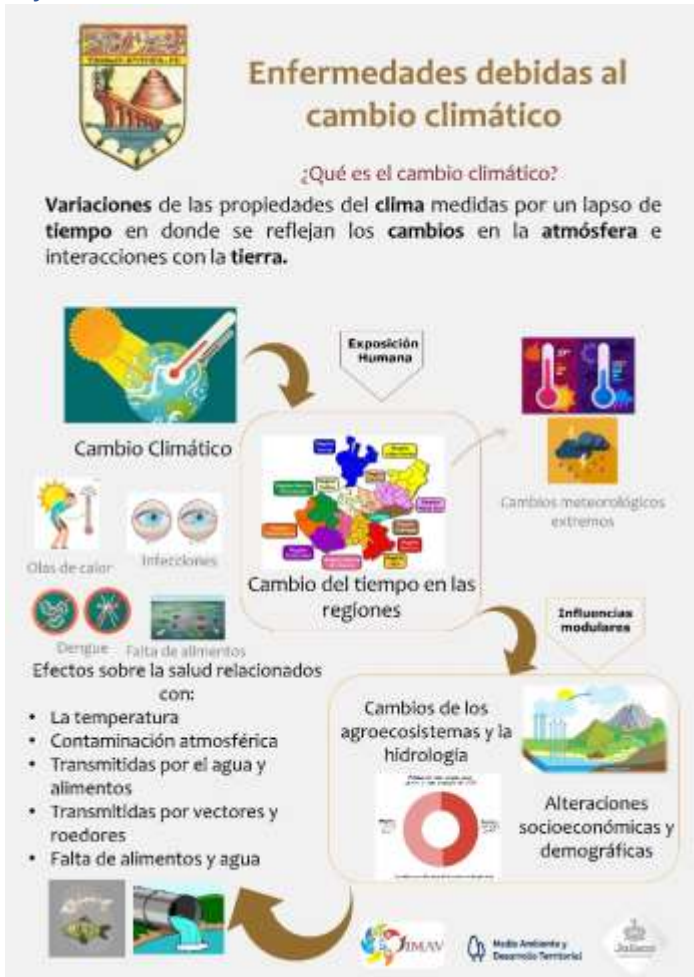 Enfermedades debidas al
cambio climático
¿Qué es el cambio climático?
Variaciones de las propiedades del clima medidas por un lapso de
tiempo en donde se reflejan los cambios en la atmósfera e
interacciones con la tierra.
Exposición
Humana
Cambio Climático
Cambios meteorológicos
extremos
Olas de calor
Infecciones
Cambio del tiempo en las
regiones
Dengue
Falta de alimentos
Influencias
modulares
Efectos sobre la salud relacionados
con:
• La temperatura
• Contaminación atmosférica
• Transmitidas por el agua y
alimentos
• Transmitidas por vectores y
roedores
• Falta de alimentos y agua
Cambios de los
agroecosistemas y la
hidrología
Alteraciones
socioeconómicas y
demográficas
JIMAV
Medio Ambiente y
Desarrollo Territorial
Jalisco